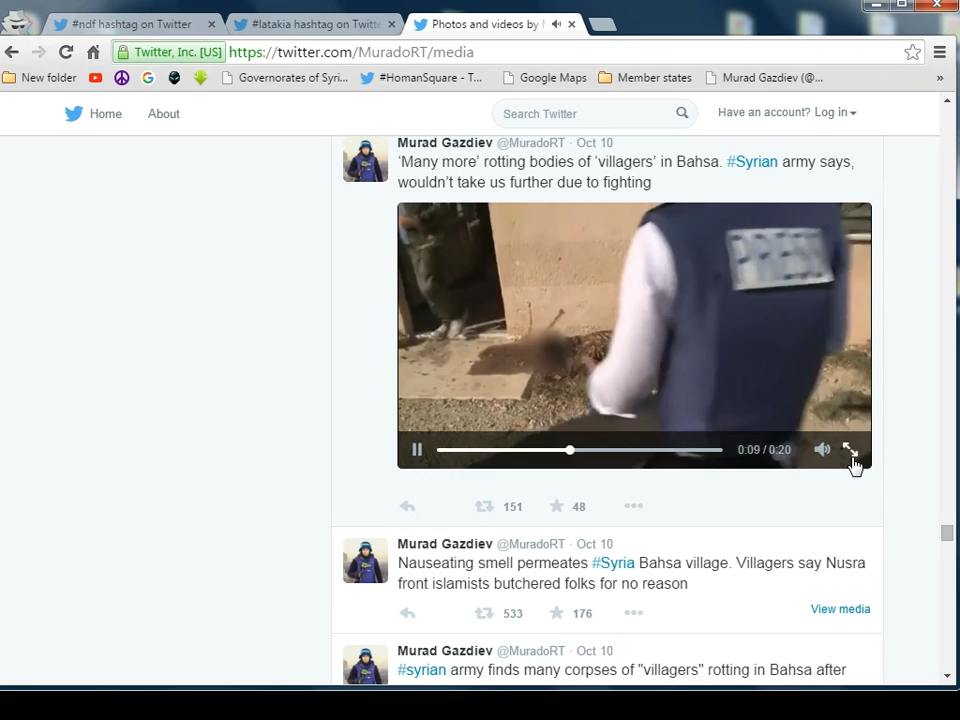 #ndf hashtag on Twitter
#latakia hashtag on Twitte
Photos and videos by
Twitter, Inc. [US] https://twitter.com/MuradoRT/media
New folder
Governorates of Syri...
#HomanSquare - T...
Google Maps
Member states
Murad Gazdiev (@...
»
Home
About
Search Twitter
Have an account? Log in
Murad Gazdiev @MuradoRT · Oct 10
‘Many more’ rotting bodies of ‘villagers’ in Bahsa. #Syrian army says,
wouldn’t take us further due to fighting
PRESS
0:09 / 0:20
151
48
Murad Gazdiev @MuradoRT · Oct 10
Nauseating smell permeates #Syria Bahsa village. Villagers say Nusra
front islamists butchered folks for no reason
View media
533
176
Murad Gazdiev @MuradoRT · Oct 10
#syrian army finds many corpses of "villagers" rotting in Bahsa after